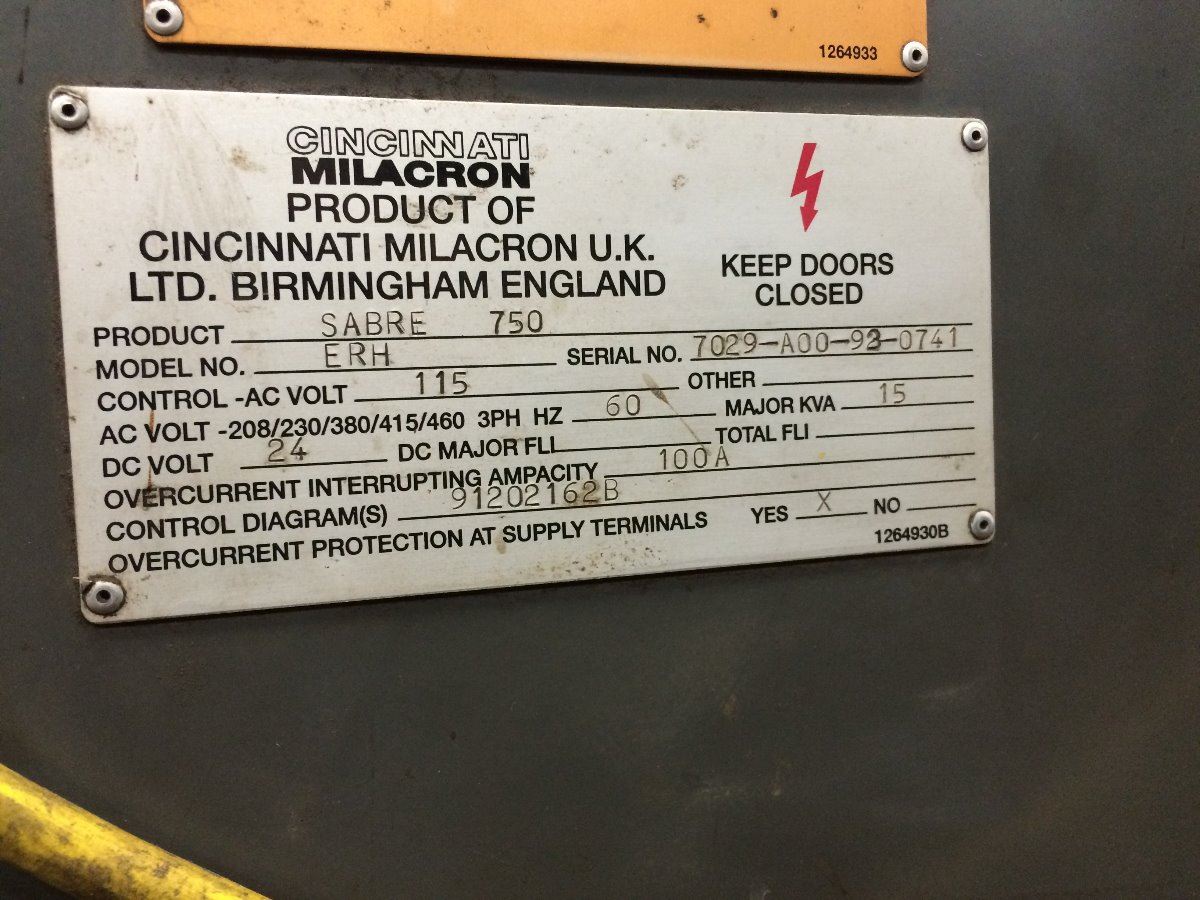 1264933
CINCINNATI
MILACRON
PRODUCT OF
CINCINNATI MILACRON U.K.
LTD. BIRMINGHAM ENGLAND
KEEP DOORS
CLOSED
PRODUCT SABRE 750
MODEL NO. ERH SERIAL NO. 7029-A00-93-0741
CONTROL -AC VOLT 115 OTHER
AC VOLT -208/230/380/415/460 3PH HZ 60 MAJOR KVA 15
DC VOLT 24 DC MAJOR FLI TOTAL FLI
OVERCURRENT INTERRUPTING AMPACITY 100A
CONTROL DIAGRAM(S) 91202162B
OVERCURRENT PROTECTION AT SUPPLY TERMINALS YES X NO
1264930B